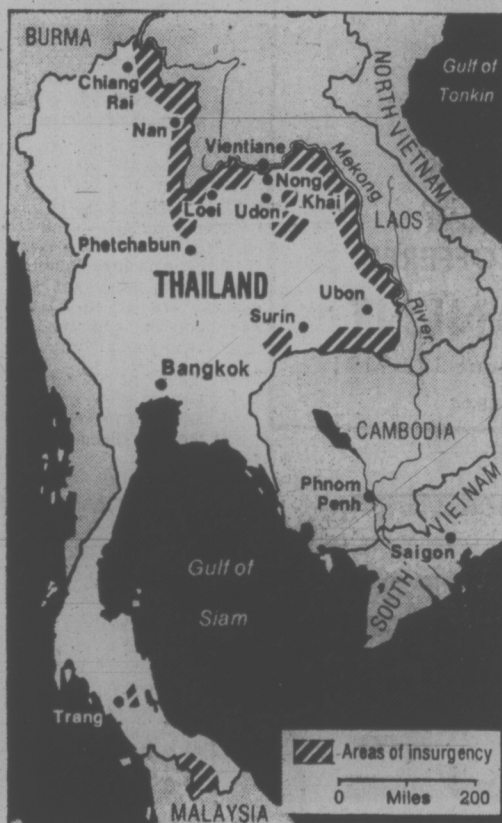 BURMA
Gulf of
Tonkin
Chiang
Rai
NORTH VIETNAM
Nan
Vientiane
Mekong
Nong
Khai
LAOS
Loei
Udon
Phetchabun
THAILAND
Ubon
River
Surin
Bangkok
CAMBODIA
Phnom
Penh
SOUTH VIETNAM
Saigon
Gulf of
Siam
Trang
Areas of insurgency
0 Miles 200
MALAYSIA